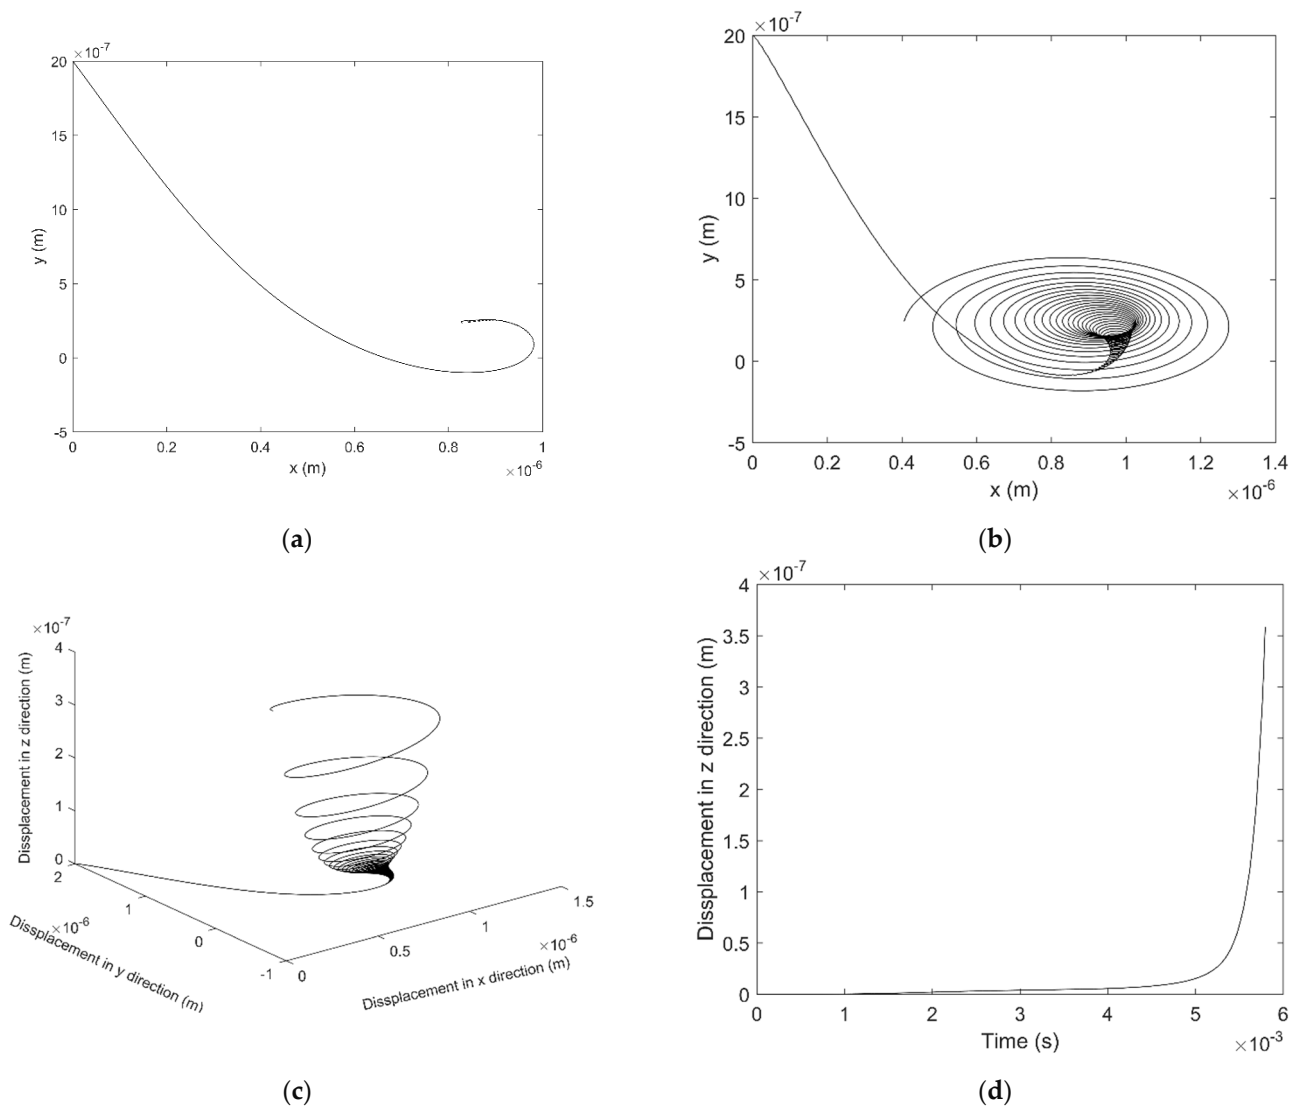 ×10-7
20
15
10
5
0
-5
y (m)
0 0.2 0.4 0.6 0.8 1
x (m)
×10-6
(a)
×10-7
20
15
10
5
0
-5
y (m)
0 0.2 0.4 0.6 0.8 1 1.2 1.4
x (m)
×10-6
(b)
×10-7
4
3
2
1
0
Dissplacement in z direction (m)
2
1
0
-1
×10-6
Dissplacement in y direction (m)
0
0.5
1
1.5
×10-6
Dissplacement in x direction (m)
(c)
×10-7
4
3.5
3
2.5
2
1.5
1
0.5
0
Dissplacement in z direction (m)
0 1 2 3 4 5 6
Time (s)
×10-3
(d)